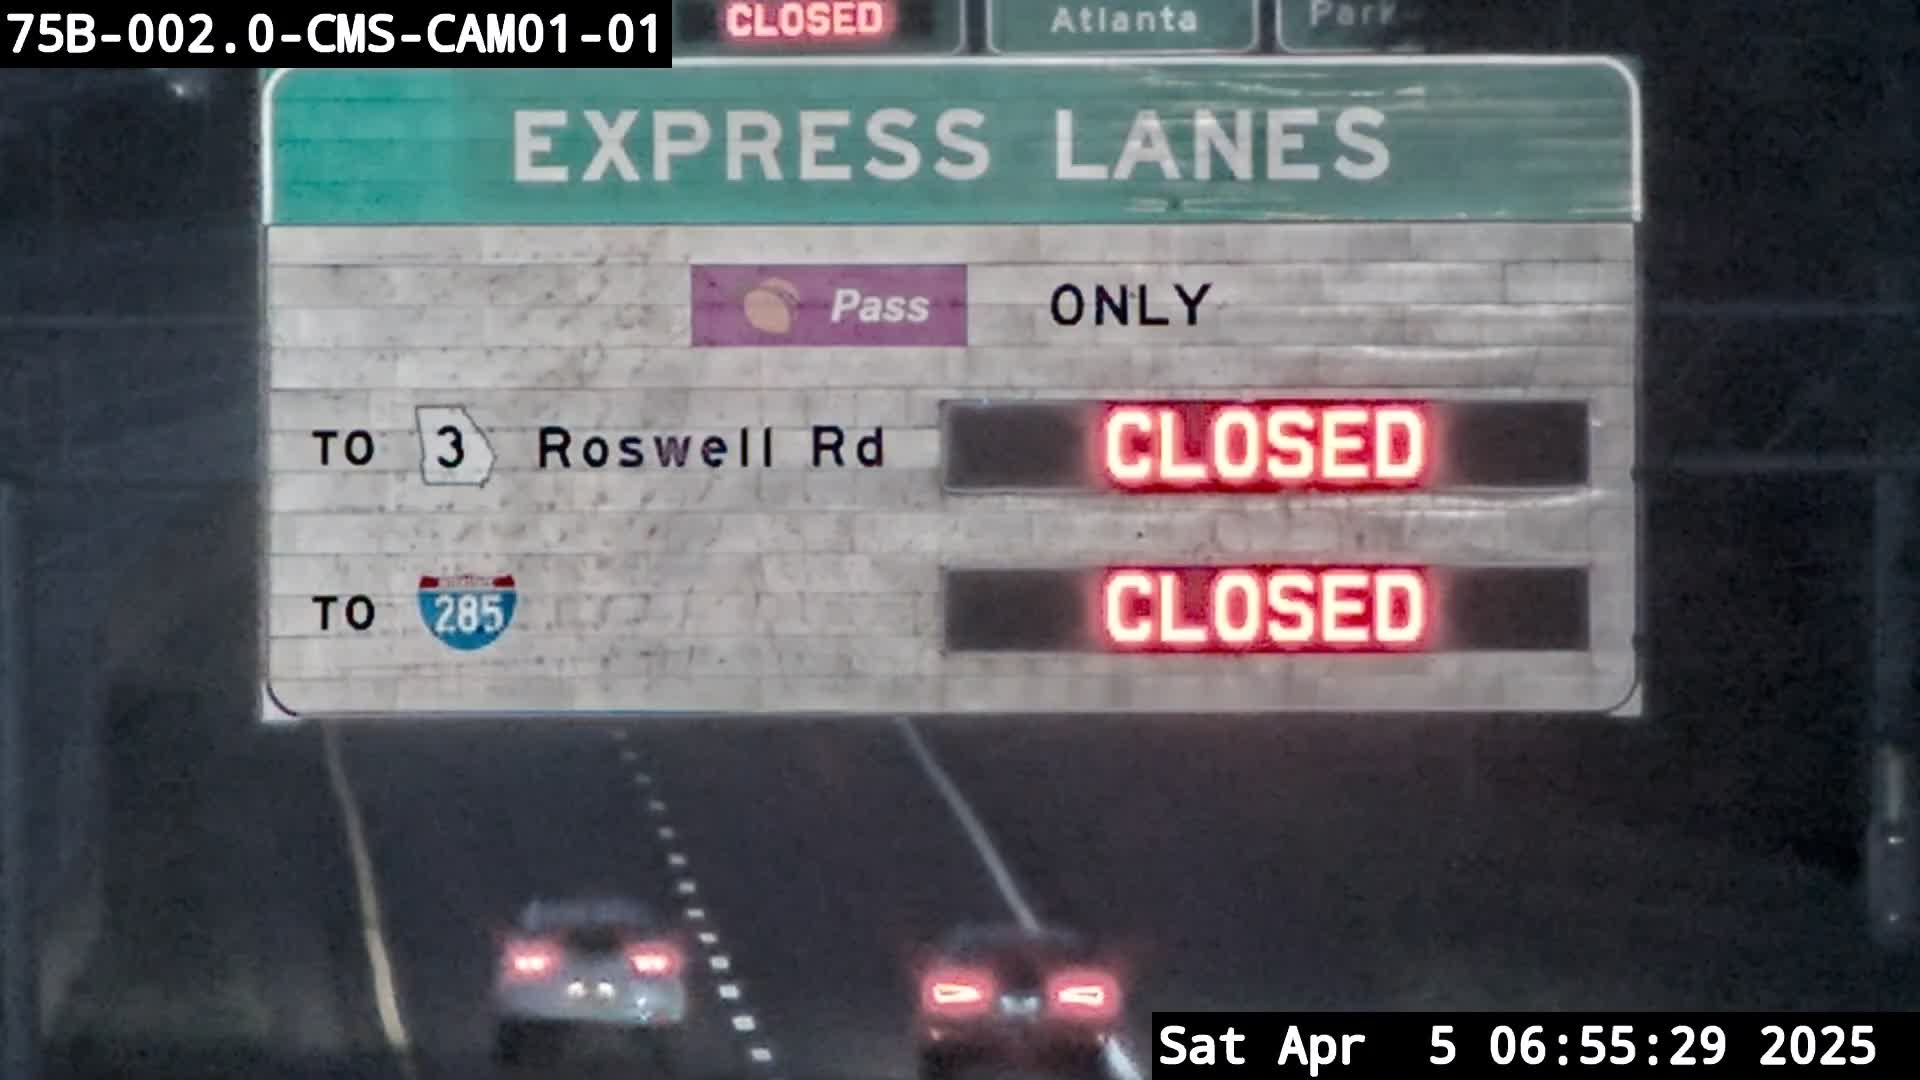 75B-002.0-CMS-CAM01-01
CLOSED
Atlanta
Park
EXPRESS LANES
Pass ONLY
TO 3 Roswell Rd CLOSED
TO 285 CLOSED
Sat Apr 5 06:55:29 2025